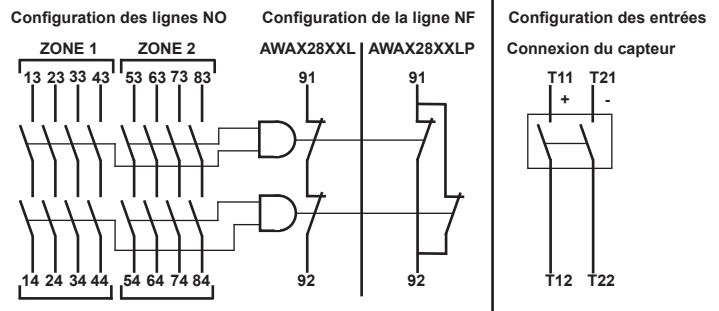 Configuration des lignes NO
Configuration de la ligne NF
Configuration des entrées
ZONE 1
ZONE 2
AWAX28XXL
AWAX28XXLP
Connexion du capteur
13 23 33 43
53 63 73 83
91
91
T11 T21
+ -
14 24 34 44
54 64 74 84
92
92
T12 T22